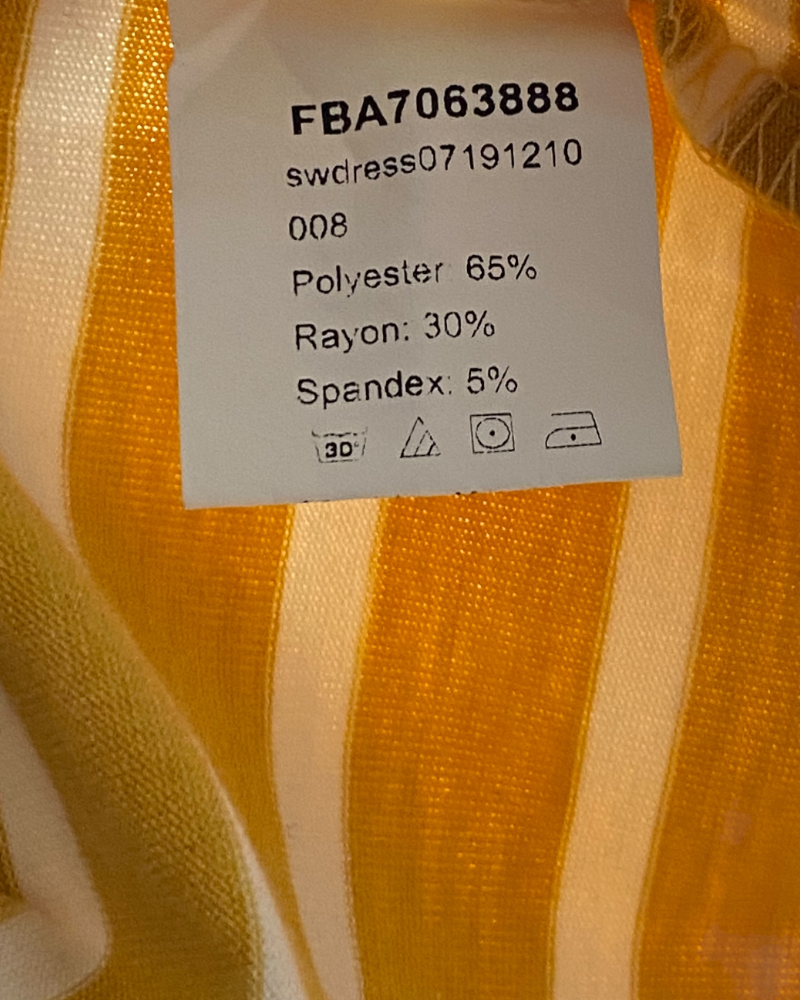 FBA7063888
swdress07191210
008
Polyester 65%
Rayon: 30%
Spandex: 5%
30°